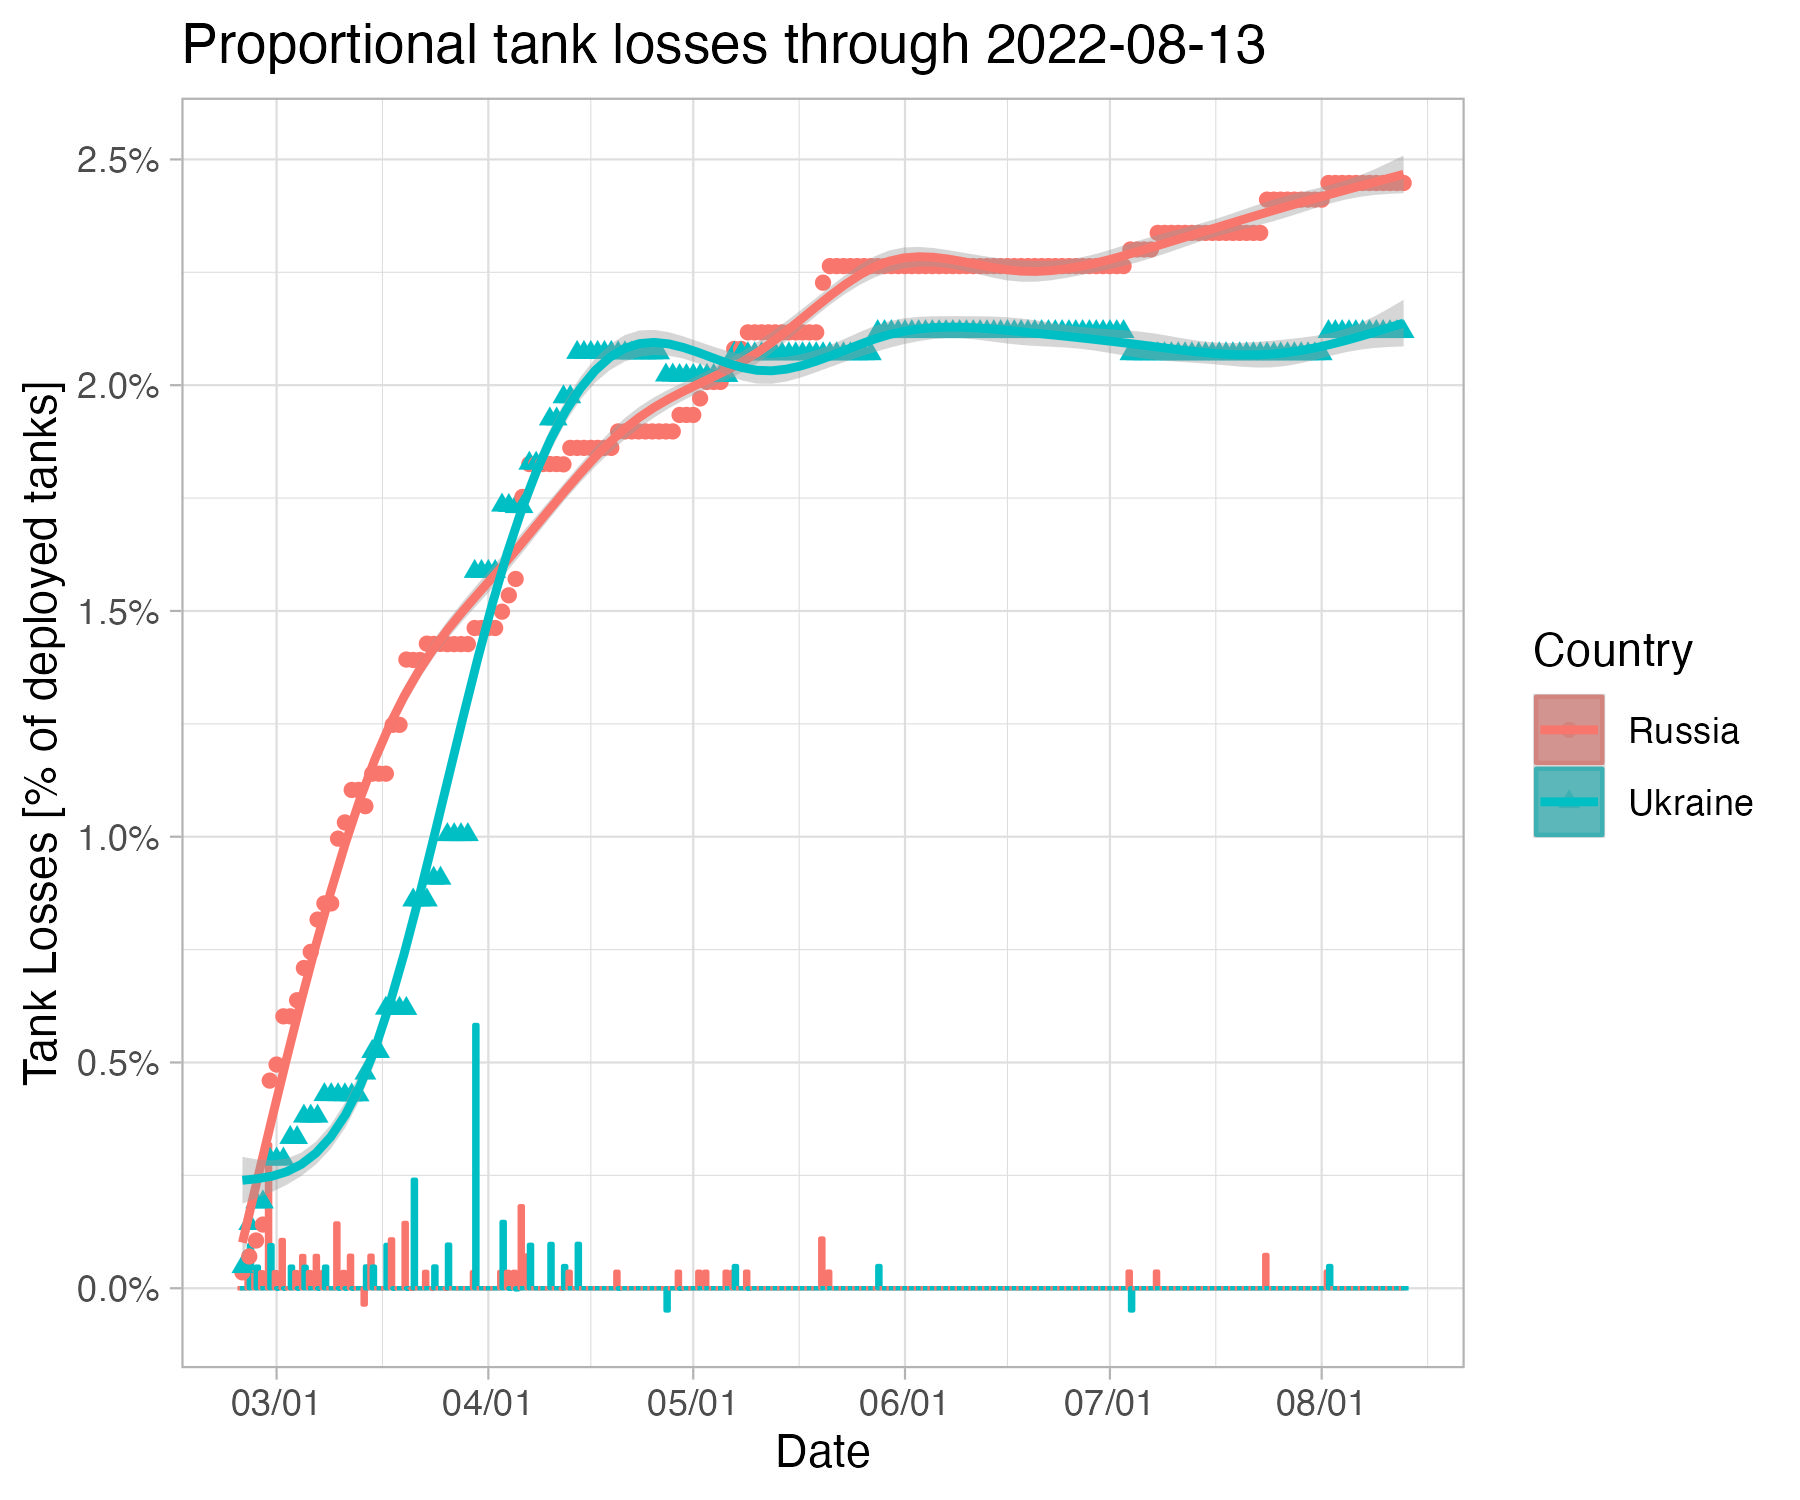 Proportional tank losses through 2022-08-13
Tank Losses [% of deployed tanks]
2.5%
2.0%
1.5%
1.0%
0.5%
0.0%
03/01 04/01 05/01 06/01 07/01 08/01
Date
Country
Russia
Ukraine